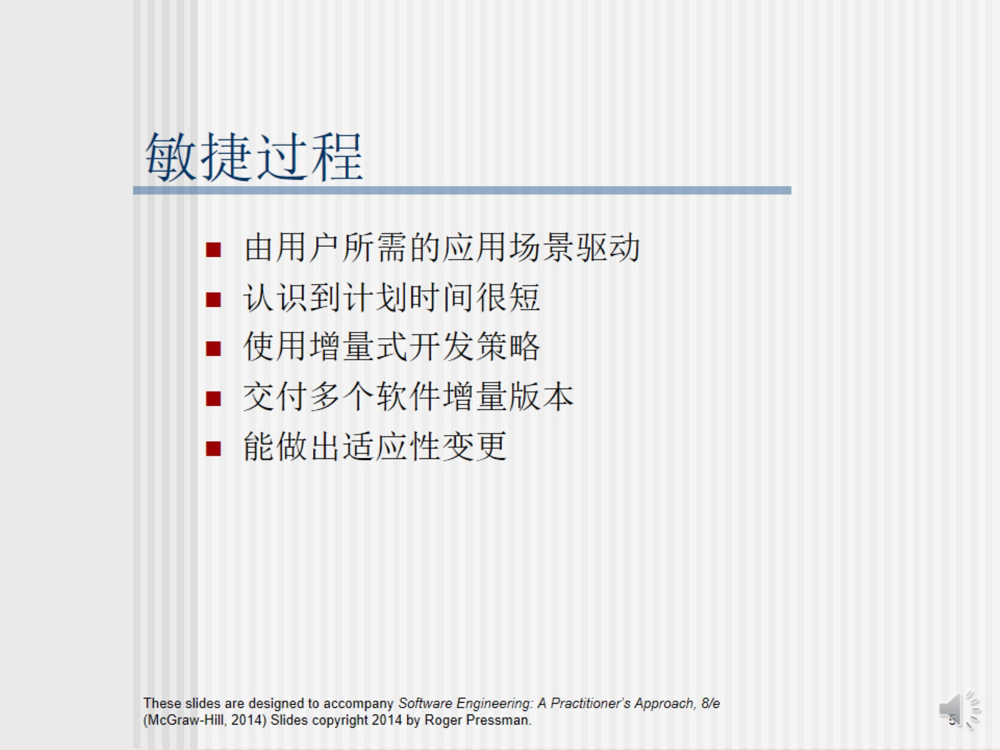 敏捷过程
由用户所需的应用场景驱动
认识到计划时间很短
使用增量式开发策略
交付多个软件增量版本
能做出适应性变更
These slides are designed to accompany Software Engineering: A Practitioner’s Approach, 8/e
(McGraw-Hill, 2014) Slides copyright 2014 by Roger Pressman.
5